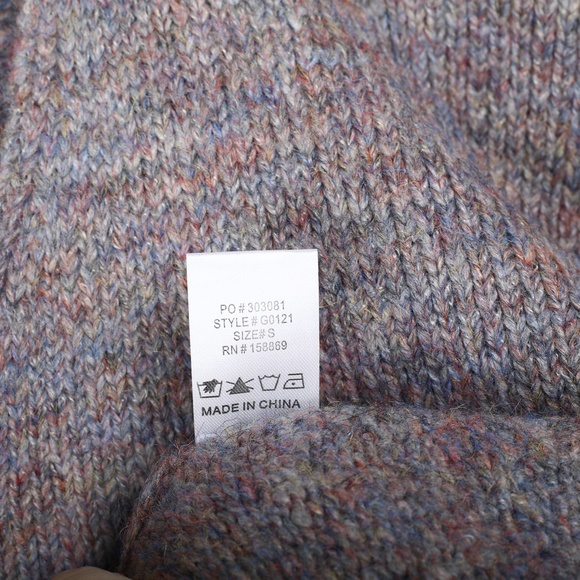 PO # 303081
STYLE # G0121
SIZE# S
RN # 158869
MADE IN CHINA